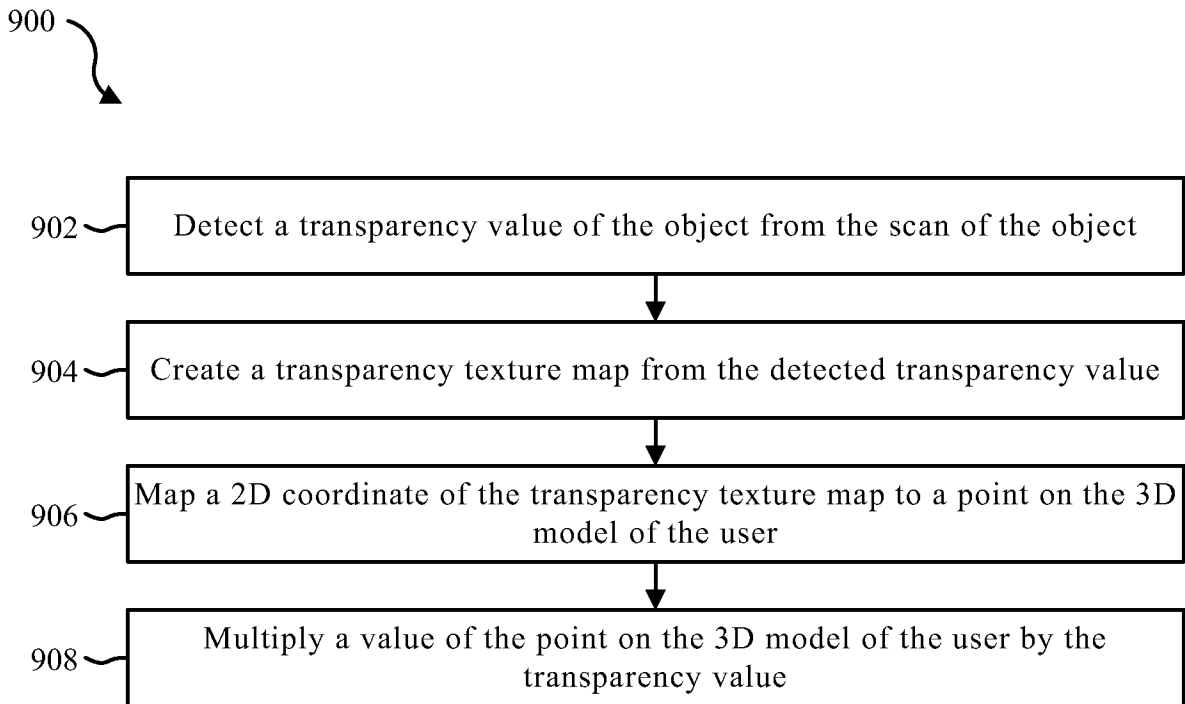 900
902
Detect a transparency value of the object from the scan of the object
904
Create a transparency texture map from the detected transparency value
906
Map a 2D coordinate of the transparency texture map to a point on the 3D
model of the user
908
Multiply a value of the point on the 3D model of the user by the
transparency value